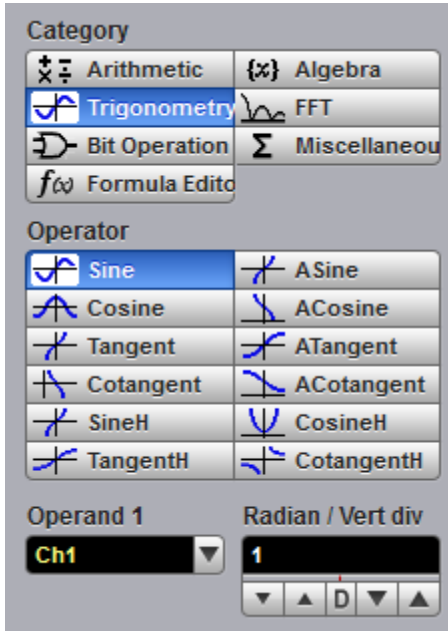 Category
Arithmetic {x} Algebra
Trigonometry FFT
Bit Operation Σ Miscellaneou
f(x) Formula Edito
Operator
Sine ASine
Cosine ACosine
Tangent ATangent
Cotangent ACotangent
SineH CosineH
TangentH CotangentH
Operand 1 Radian / Vert div
Ch1 1
D